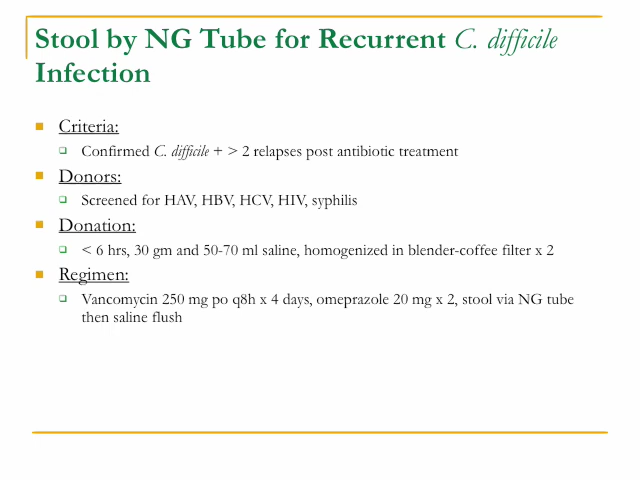 Stool by NG Tube for Recurrent C. difficile
Infection
Criteria:
Confirmed C. difficile + > 2 relapses post antibiotic treatment
Donors:
Screened for HAV, HBV, HCV, HIV, syphilis
Donation:
< 6 hrs, 30 gm and 50-70 ml saline, homogenized in blender-coffee filter x 2
Regimen:
Vancomycin 250 mg po q8h x 4 days, omeprazole 20 mg x 2, stool via NG tube
then saline flush